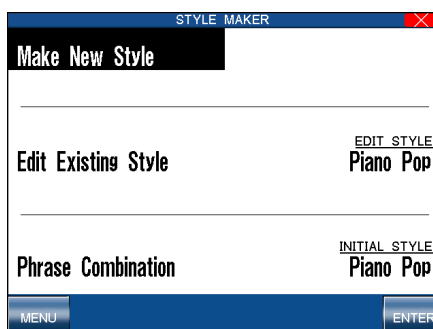 STYLE MAKER
Make New Style
EDIT STYLE
Edit Existing Style Piano Pop
INITIAL STYLE
Phrase Combination Piano Pop
MENU ENTER